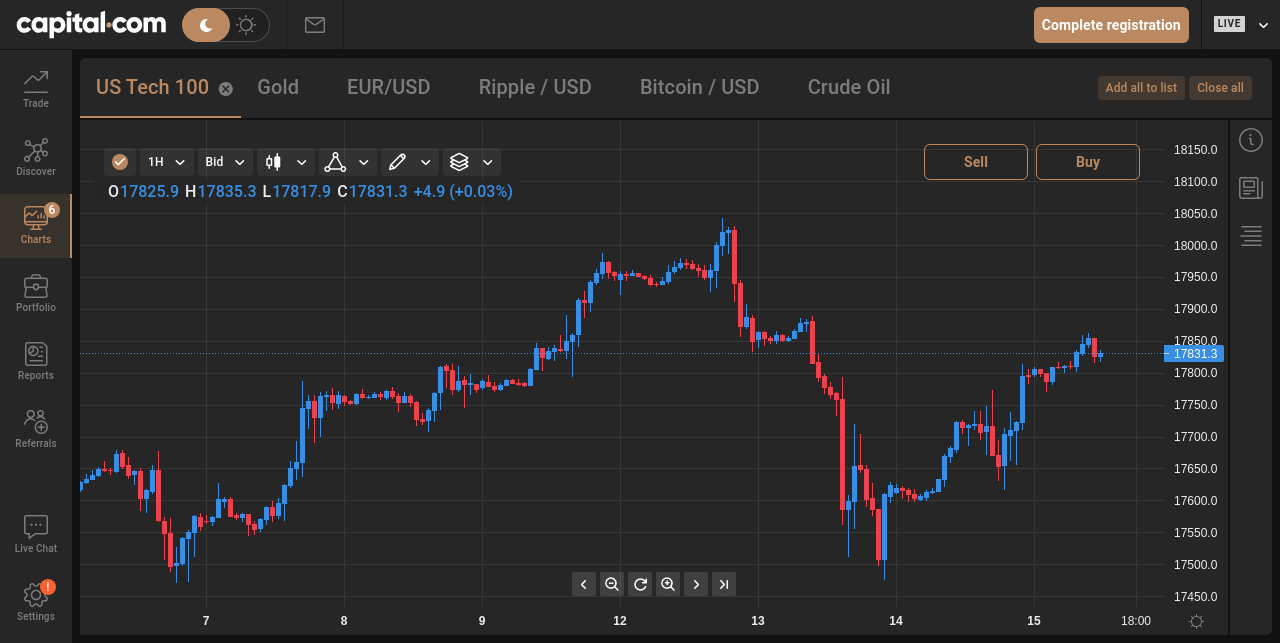 capital.com
Complete registration
LIVE
Trade
Discover
6
Charts
Portfolio
Reports
Referrals
Live Chat
!
Settings
US Tech 100
Gold
EUR/USD
Ripple / USD
Bitcoin / USD
Crude Oil
Add all to list
Close all
1H
Bid
Sell
Buy
O17825.9 H17835.3 L17817.9 C17831.3 +4.9 (+0.03%)
18150.0
18100.0
18050.0
18000.0
17950.0
17900.0
17850.0
17831.3
17800.0
17750.0
17700.0
17650.0
17600.0
17550.0
17500.0
17450.0
7 8 9 12 13 14 15 18:00